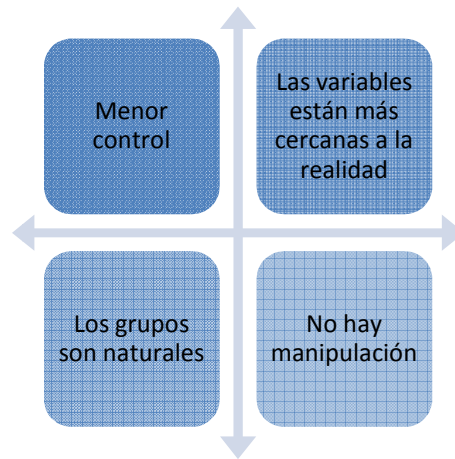 Menor
control
Las variables
están más
cercanas a la
realidad
Los grupos
son naturales
No hay
manipulación